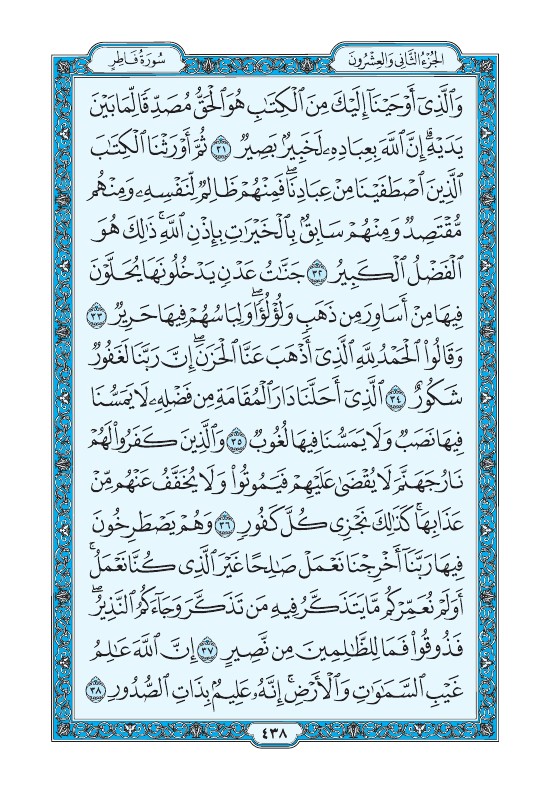 الجُزْءُ الثَّانِي وَالعِشْرُونَ
سُورَةُ فَاطِرٍ
وَٱلَّذِىٓ أَوْحَيْنَآ إِلَيْكَ مِنَ ٱلْكِتَٰبِ هُوَ ٱلْحَقُّ مُصَدِّقًا لِّمَا بَيْنَ
يَدَيْهِۗ إِنَّ ٱللَّهَ بِعِبَادِهِۦ لَخَبِيرٌۢ بَصِيرٌ ٣١ ثُمَّ أَوْرَثْنَا ٱلْكِتَٰبَ
ٱلَّذِينَ ٱصْطَفَيْنَا مِنْ عِبَادِنَاۖ فَمِنْهُمْ ظَالِمٌ لِّنَفْسِهِۦ وَمِنْهُم
مُّقْتَصِدٌ وَمِنْهُمْ سَابِقٌۢ بِٱلْخَيْرَٰتِ بِإِذْنِ ٱللَّهِۚ ذَٰلِكَ هُوَ
ٱلْفَضْلُ ٱلْكَبِيرُ ٣٢ جَنَّٰتُ عَدْنٍ يَدْخُلُونَهَا يُحَلَّوْنَ
فِيهَا مِنْ أَسَاوِرَ مِن ذَهَبٍ وَلُؤْلُؤًاۖ وَلِبَاسُهُمْ فِيهَا حَرِيرٌ ٣٣
وَقَالُوا۟ ٱلْحَمْدُ لِلَّهِ ٱلَّذِىٓ أَذْهَبَ عَنَّا ٱلْحَزَنَۖ إِنَّ رَبَّنَا لَغَفُورٌ
شَكُورٌ ٣٤ ٱلَّذِىٓ أَحَلَّنَا دَارَ ٱلْمُقَامَةِ مِن فَضْلِهِۦ لَا يَمَسُّنَا
فِيهَا نَصَبٌ وَلَا يَمَسُّنَا فِيهَا لُغُوبٌ ٣٥ وَٱلَّذِينَ كَفَرُوا۟ لَهُمْ
نَارُ جَهَنَّمَ لَا يُقْضَىٰ عَلَيْهِمْ فَيَمُوتُوا۟ وَلَا يُخَفَّفُ عَنْهُم مِّنْ
عَذَابِهَاۚ كَذَٰلِكَ نَجْزِى كُلَّ كَفُورٍ ٣٦ وَهُمْ يَصْطَرِخُونَ
فِيهَا رَبَّنَآ أَخْرِجْنَا نَعْمَلْ صَٰلِحًا غَيْرَ ٱلَّذِى كُنَّا نَعْمَلُۚ
أَوَلَمْ نُعَمِّرْكُم مَّا يَتَذَكَّرُ فِيهِ مَن تَذَكَّرَ وَجَآءَكُمُ ٱلنَّذِيرُۖ
فَذُوقُوا۟ فَمَا لِلظَّٰلِمِينَ مِن نَّصِيرٍ ٣٧ إِنَّ ٱللَّهَ عَٰلِمُ
غَيْبِ ٱلسَّمَٰوَٰتِ وَٱلْأَرْضِۚ إِنَّهُۥ عَلِيمٌۢ بِذَاتِ ٱلصُّدُورِ ٣٨
٤٣٨